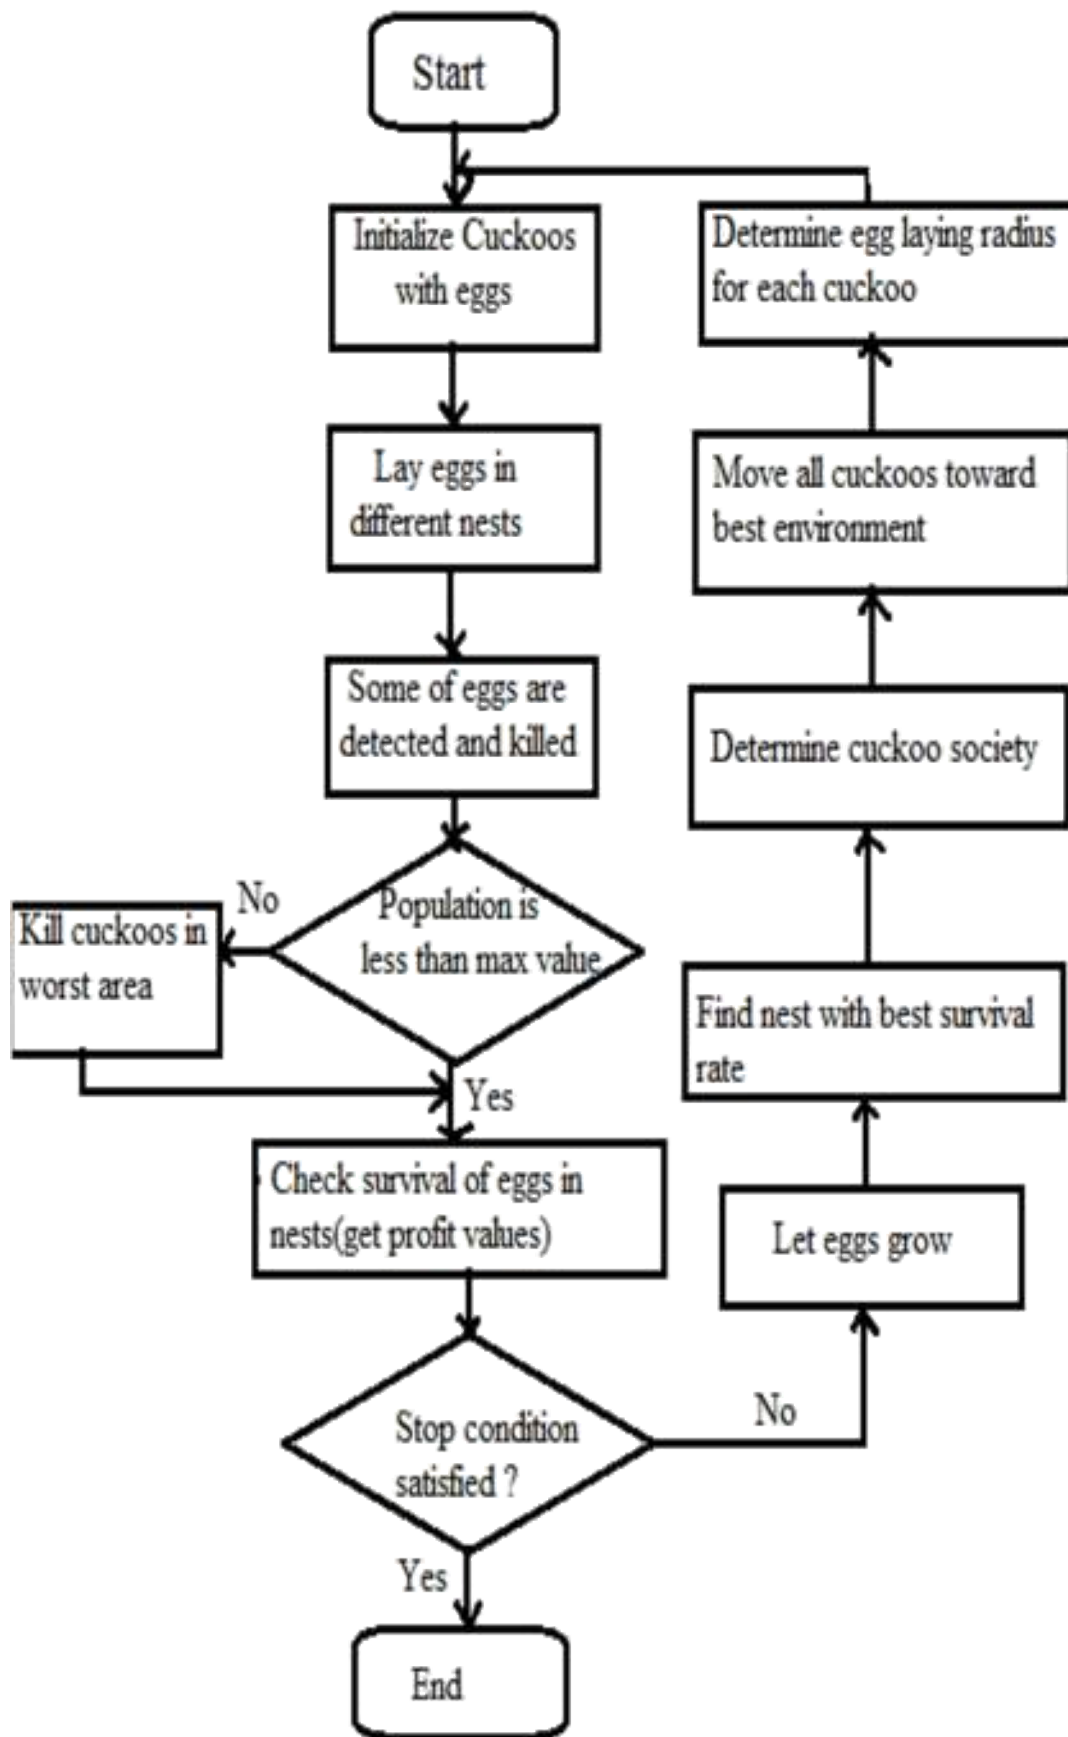 Start
Initialize Cuckoos
with eggs
Lay eggs in
different nests
Some of eggs are
detected and killed
Population is
less than max value
No
Kill cuckoos in
worst area
Yes
Check survival of eggs in
nests(get profit values)
Stop condition
satisfied ?
Yes
End
No
Let eggs grow
Find nest with best survival
rate
Determine cuckoo society
Move all cuckoos toward
best environment
Determine egg laying radius
for each cuckoo